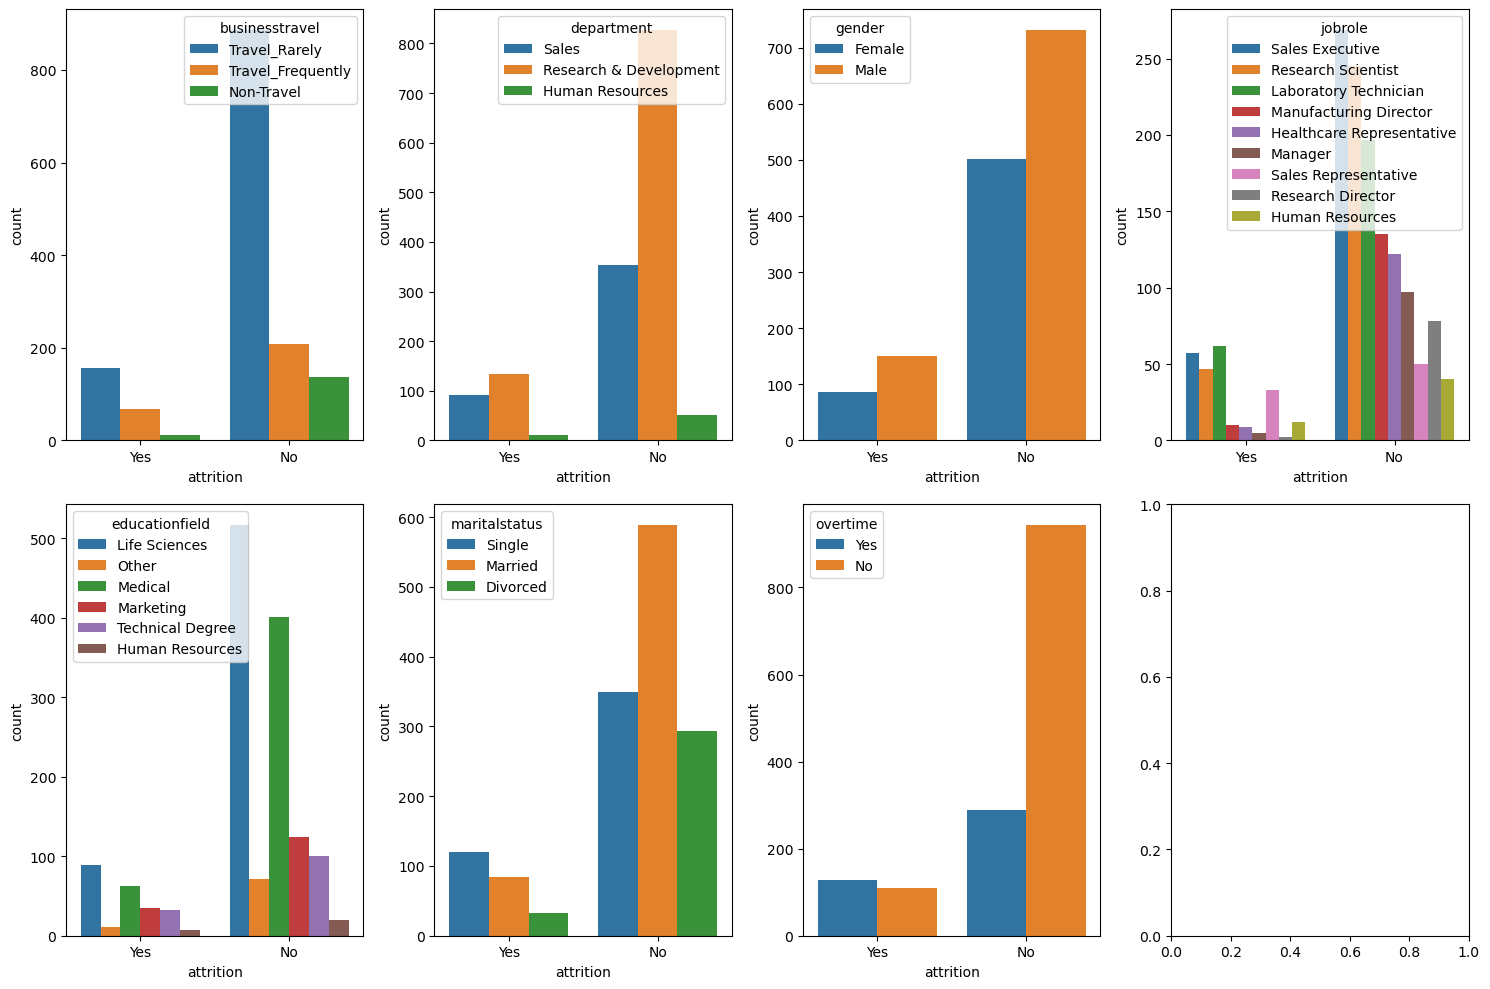 businesstravel
Travel_Rarely
Travel_Frequently
Non-Travel
800
600
400
200
0
count
Yes No
attrition
department
Sales
Research & Development
Human Resources
800
700
600
500
400
300
200
100
0
count
Yes No
attrition
gender
Female
Male
700
600
500
400
300
200
100
0
count
Yes No
attrition
jobrole
Sales Executive
Research Scientist
Laboratory Technician
Manufacturing Director
Healthcare Representative
Manager
Sales Representative
Research Director
Human Resources
250
200
150
100
50
0
count
Yes No
attrition
educationfield
Life Sciences
Other
Medical
Marketing
Technical Degree
Human Resources
500
400
300
200
100
0
count
Yes No
attrition
maritalstatus
Single
Married
Divorced
600
500
400
300
200
100
0
count
Yes No
attrition
overtime
Yes
No
800
600
400
200
0
count
Yes No
attrition
1.0
0.8
0.6
0.4
0.2
0.0
0.0 0.2 0.4 0.6 0.8 1.0